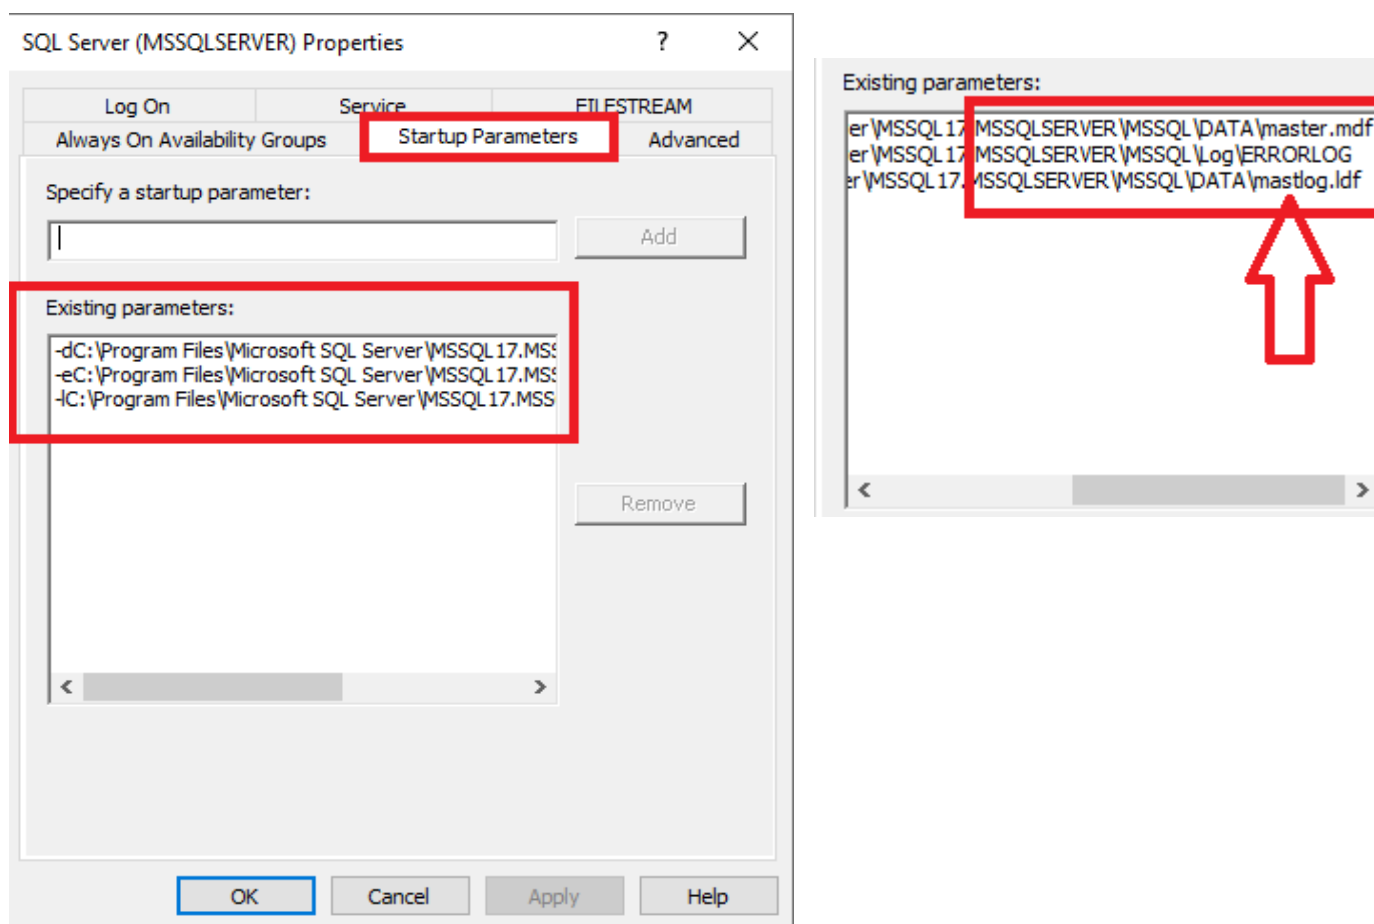 SQL Server (MSSQLSERVER) Properties
?
Log On
Service
FILESTREAM
Always On Availability Groups
Startup Parameters
Advanced
Specify a startup parameter:
Add
Existing parameters:
-dC:\Program Files\Microsoft SQL Server\MSSQL17.MSS
-eC:\Program Files\Microsoft SQL Server\MSSQL17.MSS
-lC:\Program Files\Microsoft SQL Server\MSSQL17.MSS
Remove
OK
Cancel
Apply
Help
Existing parameters:
er\MSSQL17.MSSQLSERVER\MSSQL\DATA\master.mdf
er\MSSQL17.MSSQLSERVER\MSSQL\Log\ERRORLOG
er\MSSQL17.MSSQLSERVER\MSSQL\DATA\mastlog.ldf